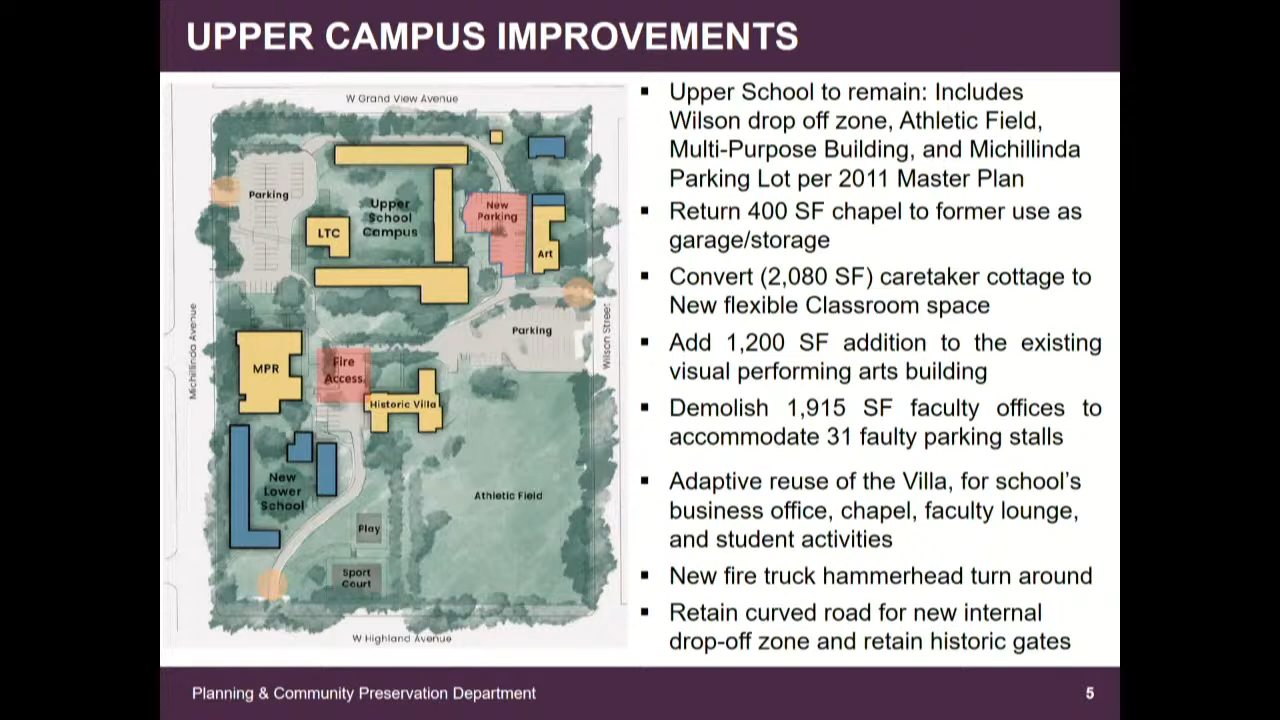 UPPER CAMPUS IMPROVEMENTS
W Grand View Avenue
Parking
Upper
School
Campus
LTC
New
Parking
Art
Parking
Michillinda Avenue
Wilson Street
MPR
Fire
Access
Historic Villa
New
Lower
School
Athletic Field
Play
Sport
Court
W Highland Avenue
▪ Upper School to remain: Includes
Wilson drop off zone, Athletic Field,
Multi-Purpose Building, and Michillinda
Parking Lot per 2011 Master Plan
▪ Return 400 SF chapel to former use as
garage/storage
▪ Convert (2,080 SF) caretaker cottage to
New flexible Classroom space
▪ Add 1,200 SF addition to the existing
visual performing arts building
▪ Demolish 1,915 SF faculty offices to
accommodate 31 faulty parking stalls
▪ Adaptive reuse of the Villa, for school's
business office, chapel, faculty lounge,
and student activities
▪ New fire truck hammerhead turn around
▪ Retain curved road for new internal
drop-off zone and retain historic gates
Planning & Community Preservation Department
5